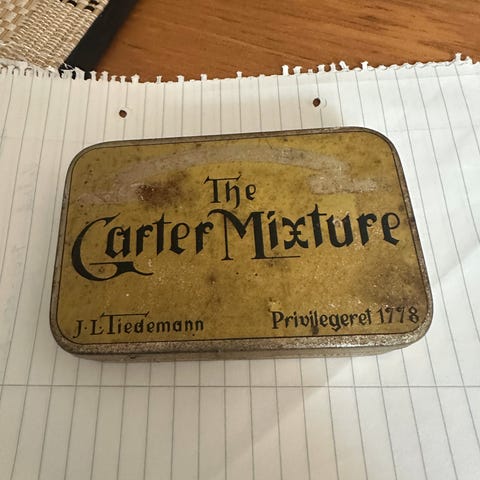 The
Carter Mixture
J. L. Tiedemann Privilegeret 1778